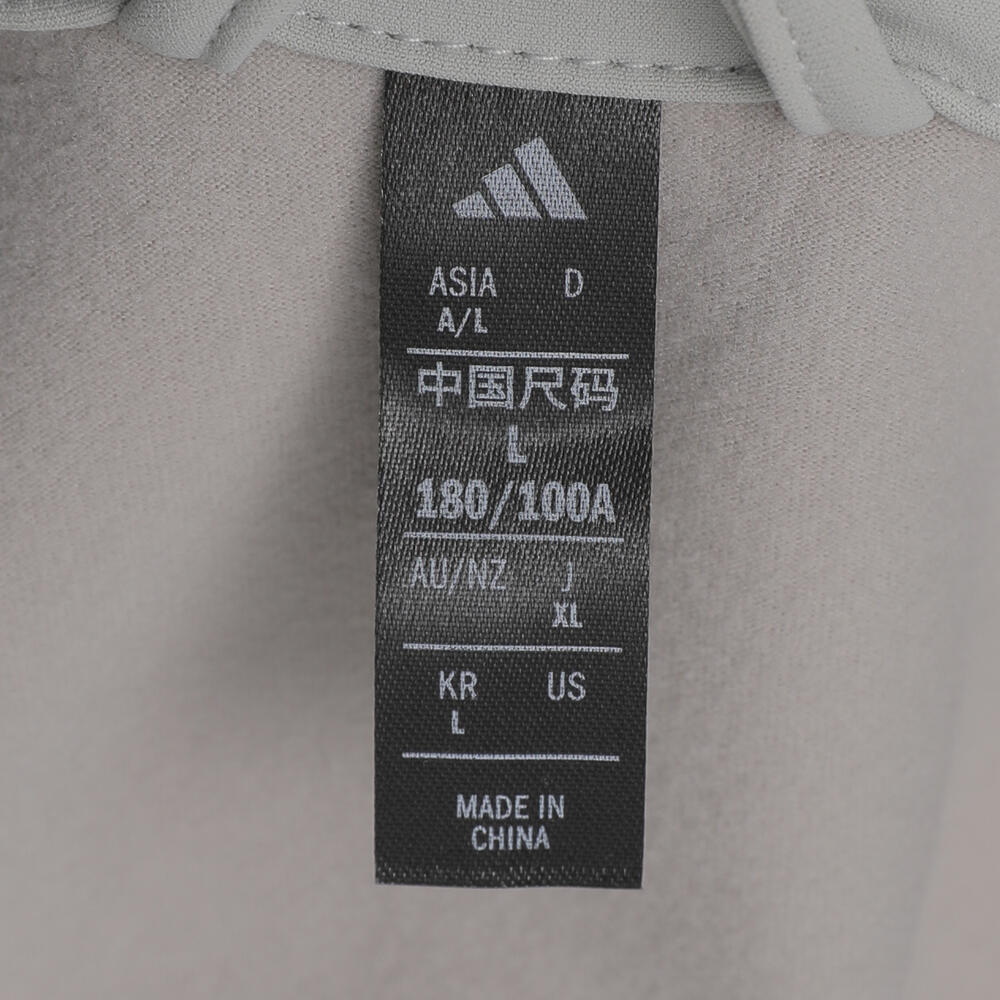 ASIA D
A/L
中国尺码
L
180/100A
AU/NZ J
XL
KR US
L
MADE IN
CHINA